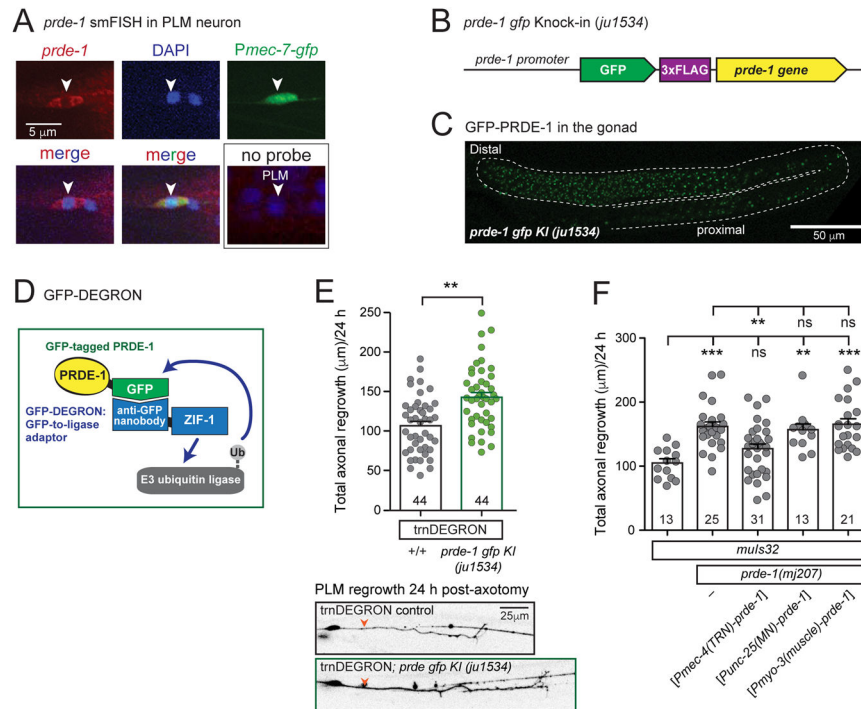 A prde-1 smFISH in PLM neuron
prde-1
DAPI
Pmec-7-gfp
5 µm
merge
merge
no probe
PLM
B prde-1 gfp Knock-in (ju1534)
prde-1 promoter
GFP
3xFLAG
prde-1 gene
C GFP-PRDE-1 in the gonad
Distal
proximal
prde-1 gfp KI (ju1534)
50 µm
D GFP-DEGRON
GFP-tagged PRDE-1
PRDE-1
GFP
GFP-DEGRON:
GFP-to-ligase
adaptor
anti-GFP
nanobody
ZIF-1
Ub
E3 ubiquitin ligase
E
**
Total axonal regrowth (µm)/24 h
250
200
150
100
50
0
44
44
trnDEGRON
+/+
prde-1 gfp KI
(ju1534)
PLM regrowth 24 h post-axotomy
trnDEGRON control
25µm
trnDEGRON; prde gfp KI (ju1534)
F
** ns ns
*** ns ** ***
Total axonal regrowth (µm)/24 h
300
200
100
0
13
25
31
13
21
muIs32
prde-1(mj207)
–
[Pmec-4(TRN)-prde-1]
[Punc-25(MN)-prde-1]
[Pmyo-3(muscle)-prde-1]